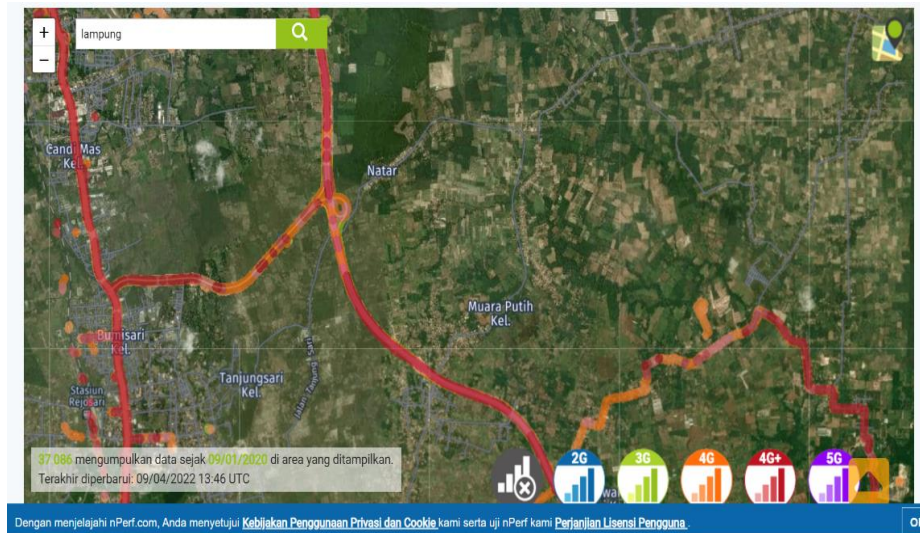 +
lampung
−
Candi Mas
Kel.
Natar
Muara Putih
Kel.
Bumisari
Kel.
Tanjungsari
Kel.
Stasiun
Rejosari
37 086 mengumpulkan data sejak 09/01/2020 di area yang ditampilkan.
Terakhir diperbarui: 09/04/2022 13:46 UTC
2G
3G
4G
4G+
5G
Dengan menjelajahi nPerf.com, Anda menyetujui Kebijakan Penggunaan Privasi dan Cookie kami serta uji nPerf kami Perjanjian Lisensi Pengguna .